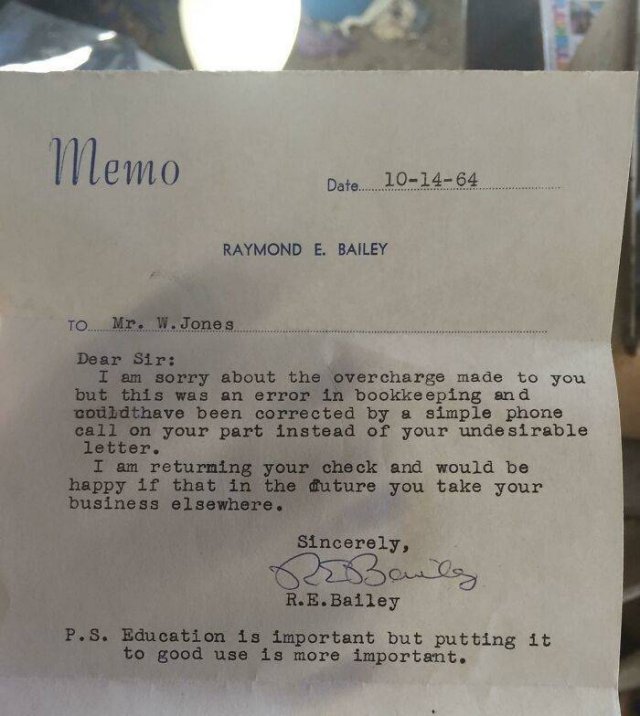 Memo
Date 10-14-64
RAYMOND E. BAILEY
TO Mr. W.Jones
Dear Sir:
I am sorry about the overcharge made to you
but this was an error in bookkeeping and
couldthave been corrected by a simple phone
call on your part instead of your undesirable
letter.
I am returning your check and would be
happy if that in the future you take your
business elsewhere.
Sincerely,
R E Bailey
R.E.Bailey
P.S. Education is important but putting it
to good use is more important.